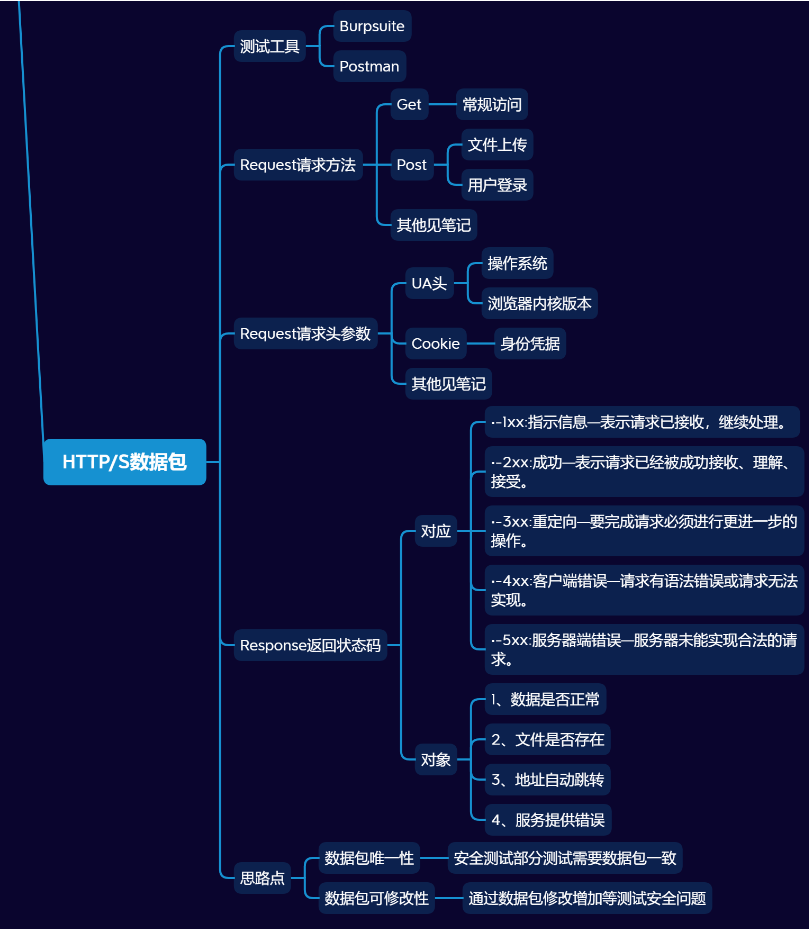 测试工具
Burpsuite
Postman
Request请求方法
Get
常规访问
Post
文件上传
用户登录
其他见笔记
Request请求头参数
UA头
操作系统
浏览器内核版本
Cookie
身份凭据
其他见笔记
HTTP/S数据包
Response返回状态码
对应
·-1xx:指示信息—表示请求已接收，继续处理。
·-2xx:成功—表示请求已经被成功接收、理解、
接受。
·-3xx:重定向—要完成请求必须进行更进一步的
操作。
·-4xx:客户端错误—请求有语法错误或请求无法
实现。
·-5xx:服务器端错误—服务器未能实现合法的请
求。
对象
1、数据是否正常
2、文件是否存在
3、地址自动跳转
4、服务提供错误
思路点
数据包唯一性
安全测试部分测试需要数据包一致
数据包可修改性
通过数据包修改增加等测试安全问题